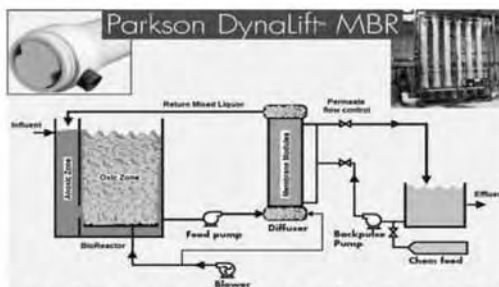 Parkson DynaLift MBR
Return Mixed Liquor
Permeate
flow control
Influent
Anoxic Zone
Oxic Zone
Membrane Modules
Effluent
BioReactor
Feed pump
Diffuser
Backpulse
Pump
Chem feed
Blower